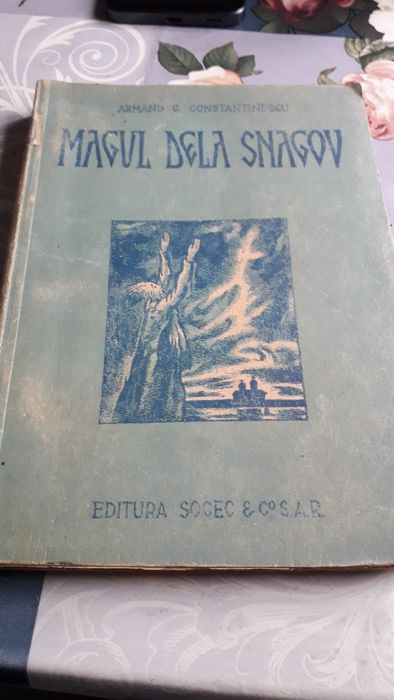 ARMAND G. CONSTANTINESCU
MAGUL DELA SNAGOV
EDITURA SOCEC & Co S.A.R.